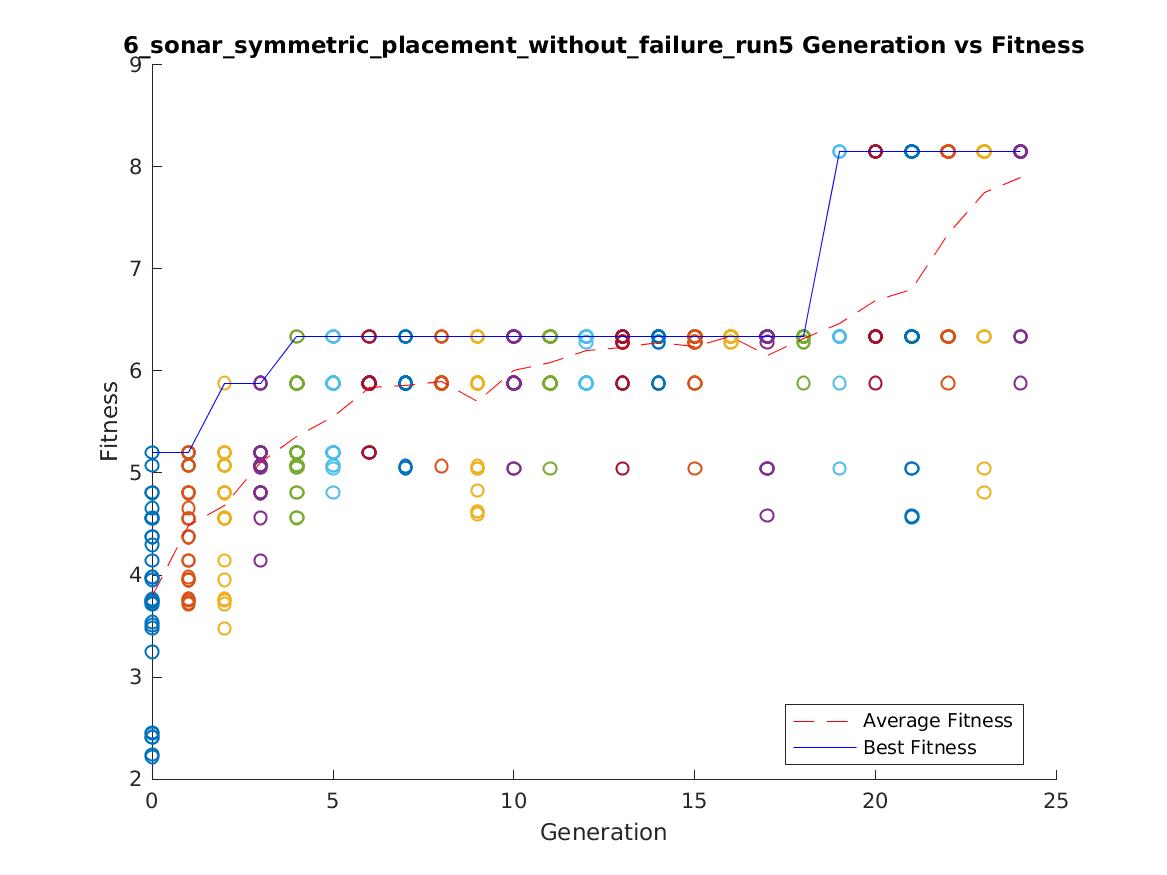 6_sonar_symmetric_placement_without_failure_run5 Generation vs Fitness
9
8
7
6
5
4
3
2
Fitness
0 5 10 15 20 25
Generation
Average Fitness
Best Fitness